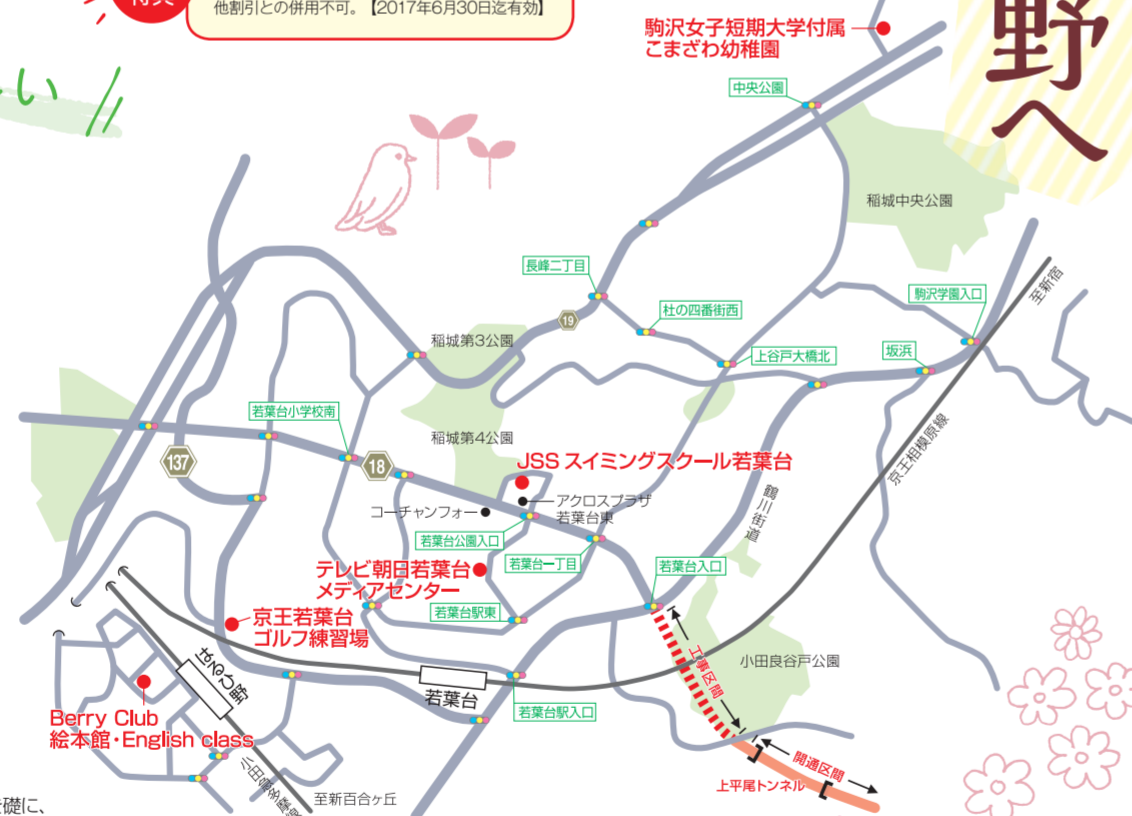 特典
他割引との併用不可。【2017年6月30日迄有効】
野へ
い
駒沢女子短期大学付属
こまざわ幼稚園
中央公園
稲城中央公園
長峰二丁目
杜の四番街西
駒沢学園入口
至新宿
19
稲城第3公園
上谷戸大橋北
坂浜
若葉台小学校南
稲城第4公園
137
18
京王相模原線
JSS スイミングスクール若葉台
コーチャンフォー
アクロスプラザ
若葉台東
鶴川街道
若葉台公園入口
若葉台一丁目
若葉台入口
テレビ朝日若葉台
メディアセンター
若葉台駅東
京王若葉台
ゴルフ練習場
工事区間
小田良谷戸公園
はるひ野
若葉台
若葉台駅入口
Berry Club
絵本館・English class
開通区間
上平尾トンネル
小田急多摩線
至新百合ヶ丘
礎に、